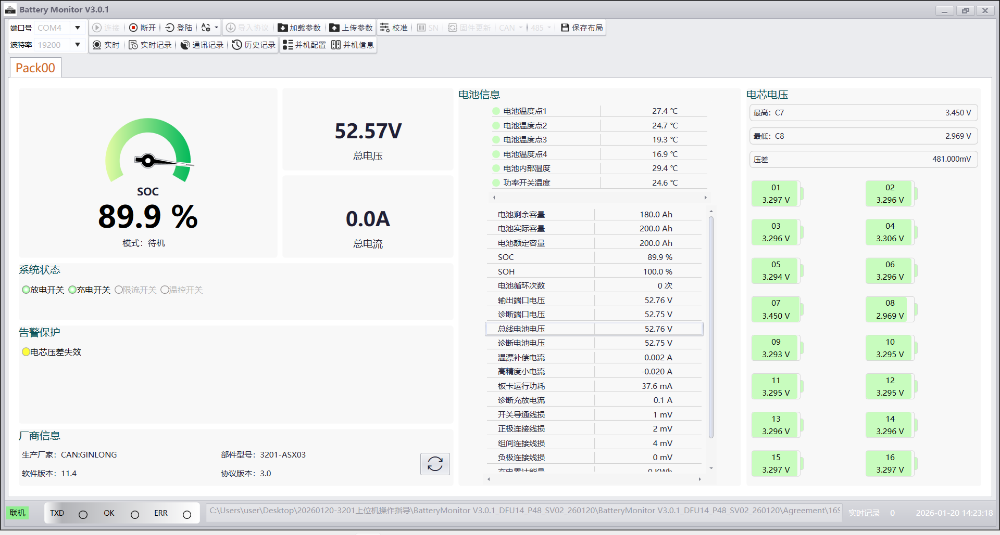 Battery Monitor V3.0.1
端口号 COM4 连接 断开 登陆 导入协议 加载参数 上传参数 校准 SN 固件更新 CAN 485 保存布局
波特率 19200 实时 实时记录 通讯记录 历史记录 并机配置 并机信息
Pack00
SOC
89.9 %
模式：待机
52.57V
总电压
0.0A
总电流
系统状态
放电开关 充电开关 限流开关 温控开关
告警保护
电芯压差失效
厂商信息
生产厂家：CAN:GINLONG 部件型号：3201-ASX03
软件版本：11.4 协议版本：3.0
电池信息
电池温度点1 27.4 ℃
电池温度点2 24.7 ℃
电池温度点3 19.3 ℃
电池温度点4 16.9 ℃
电池内部温度 29.4 ℃
功率开关温度 24.6 ℃
电池剩余容量 180.0 Ah
电池实际容量 200.0 Ah
电池额定容量 200.0 Ah
SOC 89.9 %
SOH 100.0 %
电池循环次数 0 次
输出端口电压 52.76 V
诊断端口电压 52.75 V
总线电池电压 52.76 V
诊断电池电压 52.75 V
温漂补偿电流 0.002 A
高精度小电流 -0.020 A
板卡运行功耗 37.6 mA
诊断充放电流 0.1 A
开关导通线损 1 mV
正极连接线损 2 mV
组间连接线损 4 mV
负极连接线损 0 mV
充电累计能量 0 KWh
电芯电压
最高：C7 3.450 V
最低：C8 2.969 V
压差 481.000mV
01 02
3.297 V 3.296 V
03 04
3.296 V 3.306 V
05 06
3.294 V 3.296 V
07 08
3.450 V 2.969 V
09 10
3.293 V 3.295 V
11 12
3.295 V 3.295 V
13 14
3.296 V 3.296 V
15 16
3.297 V 3.297 V
联机 TXD OK ERR C:\Users\user\Desktop\20260120-3201上位机操作指导\BatteryMonitor V3.0.1_DFU14_P48_SV02_260120\BatteryMonitor V3.0.1_DFU14_P48_SV02_260120\Agreement\16S 实时记录 0 2026-01-20 14:23:18